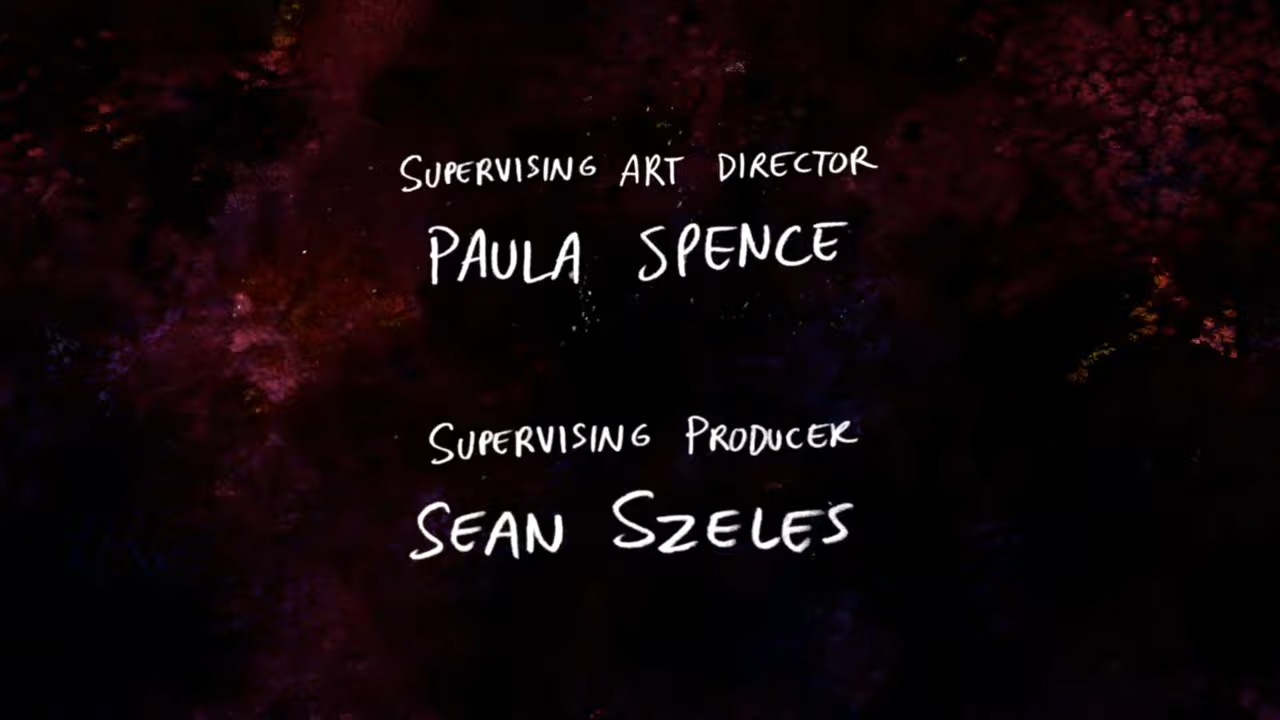 SUPERVISING ART DIRECTOR
PAULA SPENCE
SUPERVISING PRODUCER
SEAN SZELES